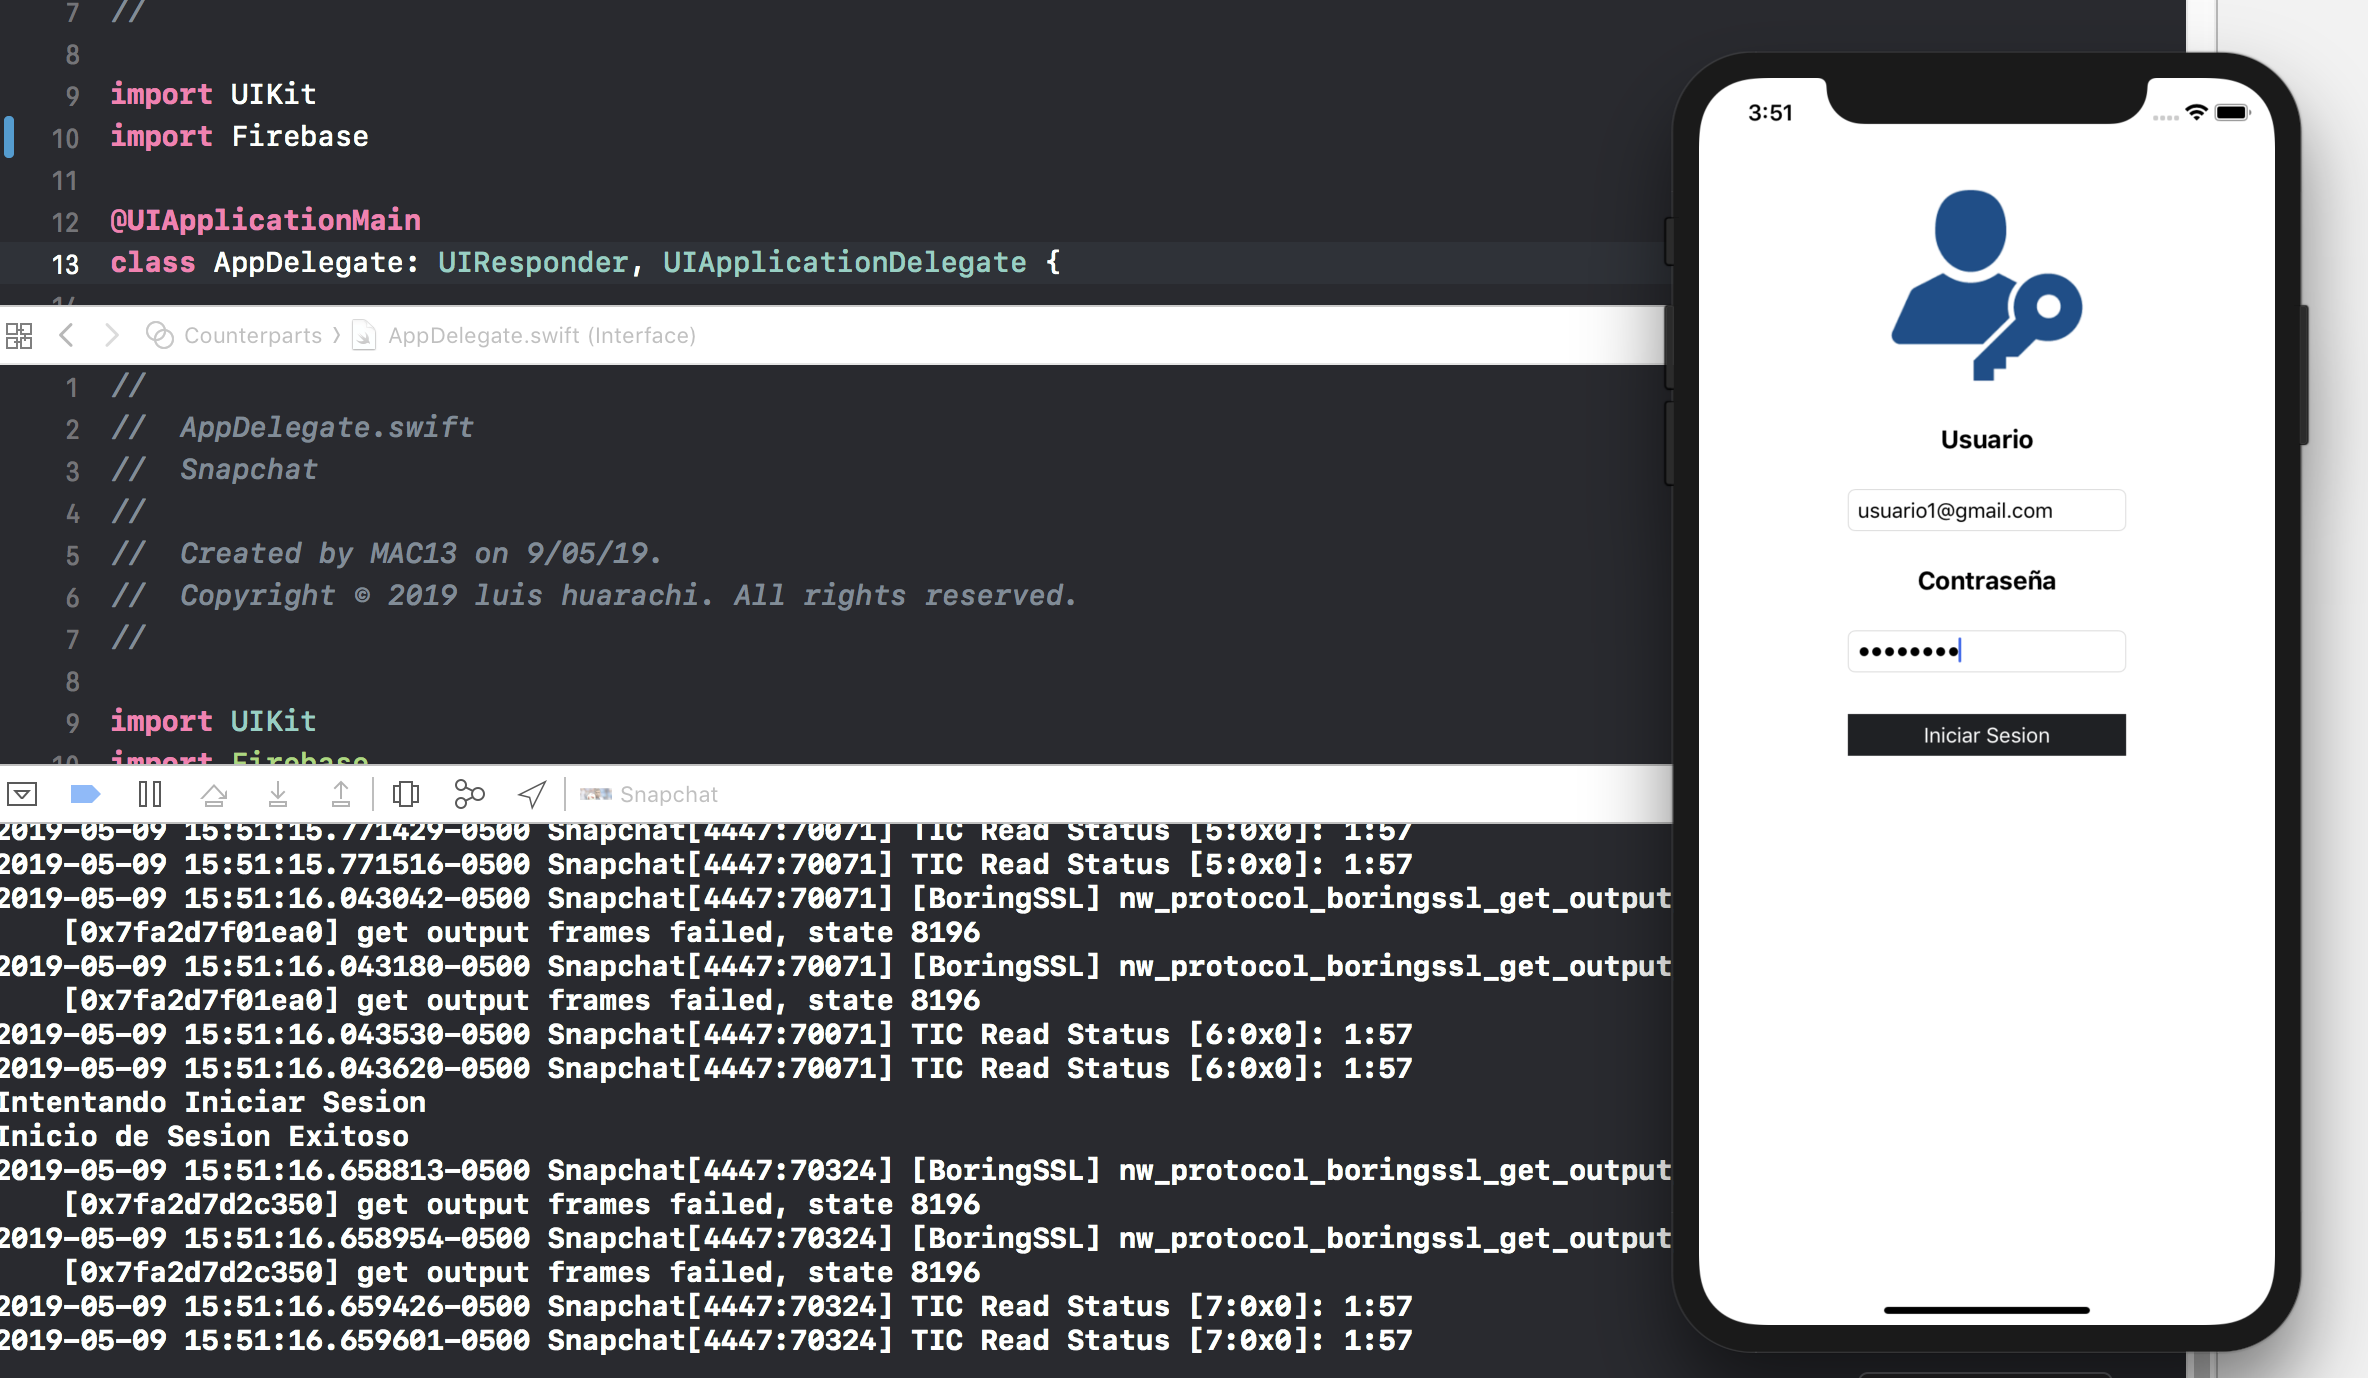 7 //
8
9 import UIKit
10 import Firebase
11
12 @UIApplicationMain
13 class AppDelegate: UIResponder, UIApplicationDelegate {
14
Counterparts 〉 AppDelegate.swift (Interface)
1 //
2 //  AppDelegate.swift
3 //  Snapchat
4 //
5 //  Created by MAC13 on 9/05/19.
6 //  Copyright © 2019 luis huarachi. All rights reserved.
7 //
8
9 import UIKit
10 import Firebase
Snapchat
2019-05-09 15:51:15.771429-0500 Snapchat[4447:70071] TIC Read Status [5:0x0]: 1:57
2019-05-09 15:51:15.771516-0500 Snapchat[4447:70071] TIC Read Status [5:0x0]: 1:57
2019-05-09 15:51:16.043042-0500 Snapchat[4447:70071] [BoringSSL] nw_protocol_boringssl_get_output
[0x7fa2d7f01ea0] get output frames failed, state 8196
2019-05-09 15:51:16.043180-0500 Snapchat[4447:70071] [BoringSSL] nw_protocol_boringssl_get_output
[0x7fa2d7f01ea0] get output frames failed, state 8196
2019-05-09 15:51:16.043530-0500 Snapchat[4447:70071] TIC Read Status [6:0x0]: 1:57
2019-05-09 15:51:16.043620-0500 Snapchat[4447:70071] TIC Read Status [6:0x0]: 1:57
Intentando Iniciar Sesion
Inicio de Sesion Exitoso
2019-05-09 15:51:16.658813-0500 Snapchat[4447:70324] [BoringSSL] nw_protocol_boringssl_get_output
[0x7fa2d7d2c350] get output frames failed, state 8196
2019-05-09 15:51:16.658954-0500 Snapchat[4447:70324] [BoringSSL] nw_protocol_boringssl_get_output
[0x7fa2d7d2c350] get output frames failed, state 8196
2019-05-09 15:51:16.659426-0500 Snapchat[4447:70324] TIC Read Status [7:0x0]: 1:57
2019-05-09 15:51:16.659601-0500 Snapchat[4447:70324] TIC Read Status [7:0x0]: 1:57
3:51
Usuario
usuario1@gmail.com
Contraseña
••••••••
Iniciar Sesion